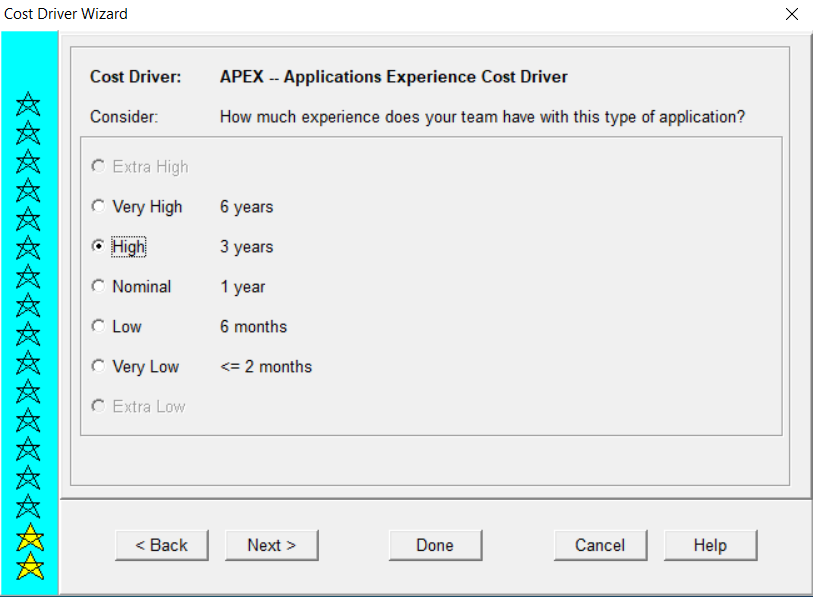 Cost Driver Wizard
Cost Driver: APEX -- Applications Experience Cost Driver
Consider: How much experience does your team have with this type of application?
Extra High
Very High 6 years
High 3 years
Nominal 1 year
Low 6 months
Very Low <= 2 months
Extra Low
< Back Next > Done Cancel Help